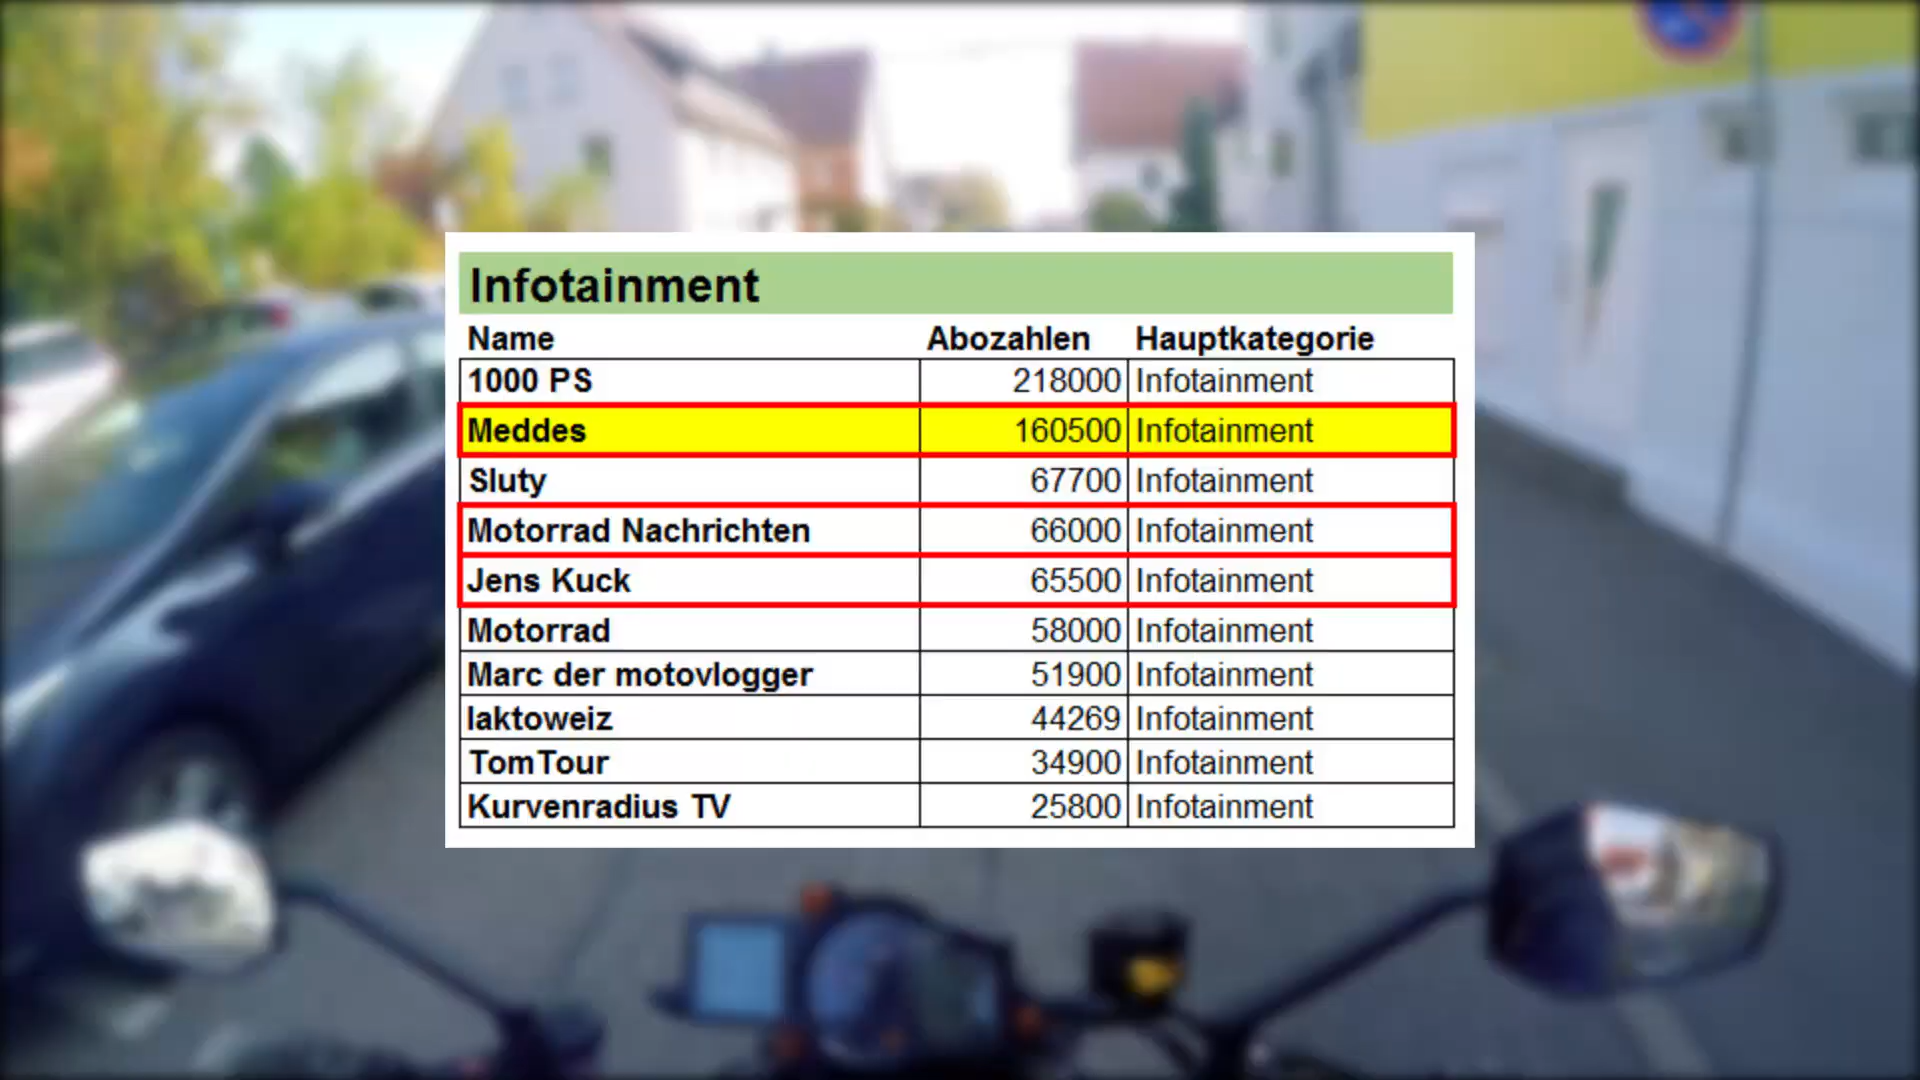 Infotainment
Name Abozahlen Hauptkategorie
1000 PS 218000 Infotainment
Meddes 160500 Infotainment
Sluty 67700 Infotainment
Motorrad Nachrichten 66000 Infotainment
Jens Kuck 65500 Infotainment
Motorrad 58000 Infotainment
Marc der motovlogger 51900 Infotainment
laktoweiz 44269 Infotainment
TomTour 34900 Infotainment
Kurvenradius TV 25800 Infotainment